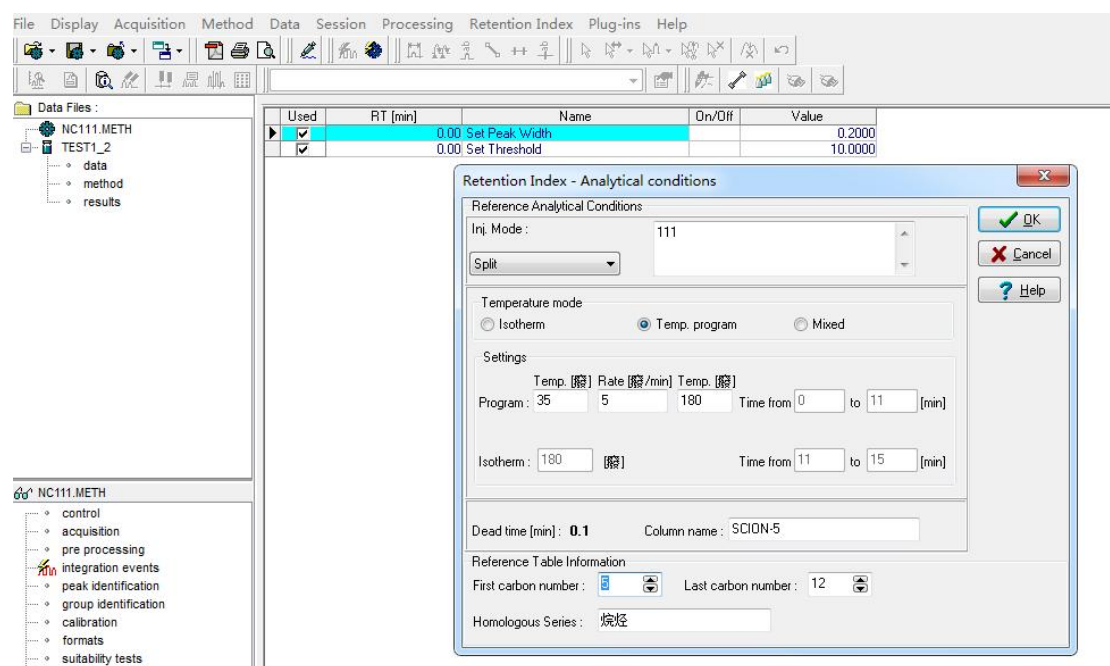 File Display Acquisition Method Data Session Processing Retention Index Plug-ins Help
Data Files :
NC111.METH
TEST1_2
data
method
results
Used RT [min] Name On/Off Value
0.00 Set Peak Width 0.2000
0.00 Set Threshold 10.0000
Retention Index - Analytical conditions
Reference Analytical Conditions
Inj. Mode :
111
Split
OK
Cancel
Help
Temperature mode
Isotherm Temp. program Mixed
Settings
Temp. [癈] Rate [癈/min] Temp. [癈]
Program : 35 5 180 Time from 0 to 11 [min]
Isotherm : 180 [癈] Time from 11 to 15 [min]
Dead time [min] : 0.1 Column name : SCION-5
Reference Table Information
First carbon number : 5 Last carbon number : 12
Homologous Series : 烷烃
NC111.METH
control
acquisition
pre processing
integration events
peak identification
group identification
calibration
formats
suitability tests